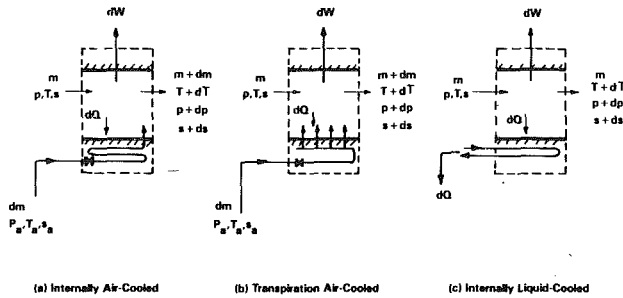 dW
m
p,T,s
m + dm
T + dT
p + dp
s + ds
dQ
dm
Pa,Ta,sa
(a) Internally Air-Cooled
dW
m
p,T,s
m + dm
T + dT
p + dp
s + ds
dQ
dm
Pa,Ta,sa
(b) Transpiration Air-Cooled
dW
m
p,T,s
m
T + dT
p + dp
s + ds
dQ
dQ
(c) Internally Liquid-Cooled